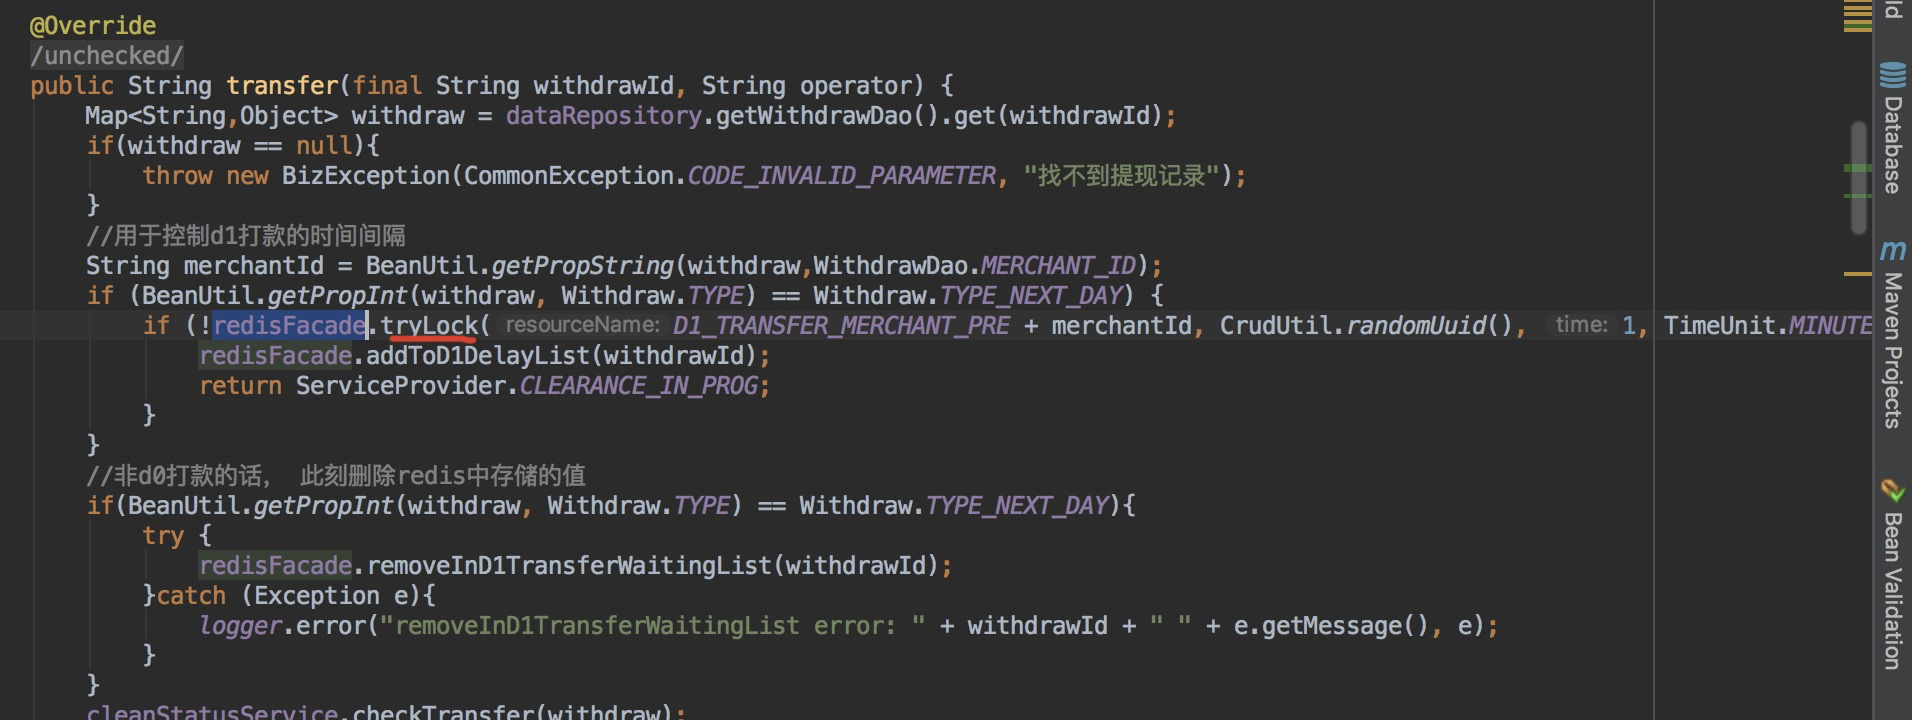 @Override
/unchecked/
public String transfer(final String withdrawId, String operator) {
Map<String,Object> withdraw = dataRepository.getWithdrawDao().get(withdrawId);
if(withdraw == null){
throw new BizException(CommonException.CODE_INVALID_PARAMETER, "找不到提现记录");
}
//用于控制d1打款的时间间隔
String merchantId = BeanUtil.getPropString(withdraw,WithdrawDao.MERCHANT_ID);
if (BeanUtil.getPropInt(withdraw, Withdraw.TYPE) == Withdraw.TYPE_NEXT_DAY) {
if (!redisFacade.tryLock( resourceName: D1_TRANSFER_MERCHANT_PRE + merchantId, CrudUtil.randomUuid(), time: 1, TimeUnit.MINUTE
redisFacade.addToD1DelayList(withdrawId);
return ServiceProvider.CLEARANCE_IN_PROG;
}
}
//非d0打款的话， 此刻删除redis中存储的值
if(BeanUtil.getPropInt(withdraw, Withdraw.TYPE) == Withdraw.TYPE_NEXT_DAY){
try {
redisFacade.removeInD1TransferWaitingList(withdrawId);
}catch (Exception e){
logger.error("removeInD1TransferWaitingList error: " + withdrawId + " " + e.getMessage(), e);
}
}
cleanStatusService.checkTransfer(withdraw);
ld
Database
m
Maven Projects
Bean Validation